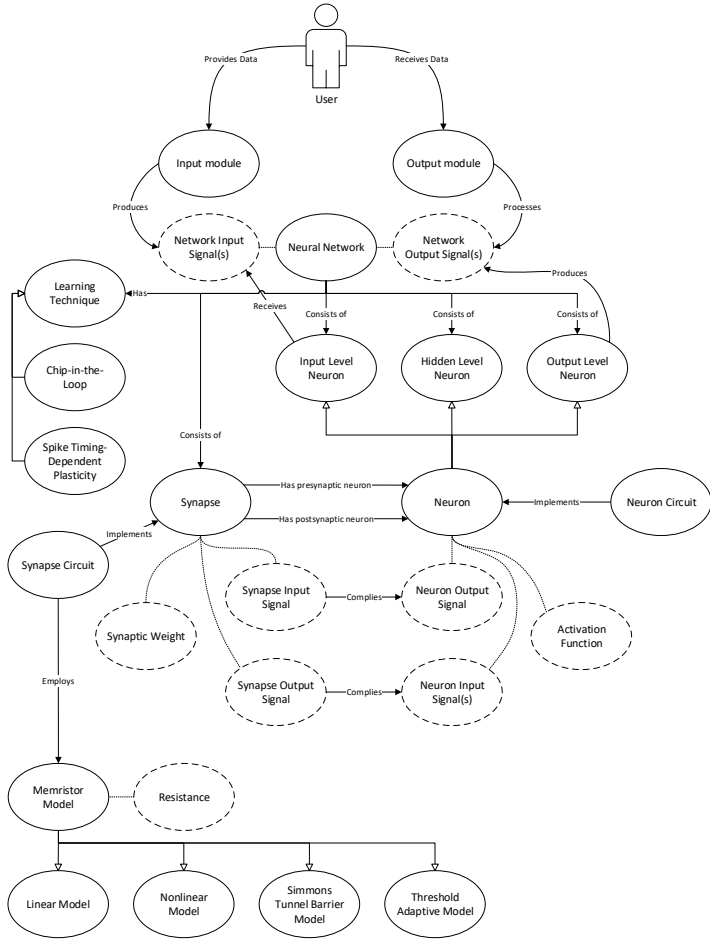 Provides Data
Receives Data
User
Input module
Output module
Produces
Processes
Network Input
Signal(s)
Neural Network
Network
Output Signal(s)
Learning
Technique
Has
Receives
Produces
Consists of
Consists of
Consists of
Input Level
Neuron
Hidden Level
Neuron
Output Level
Neuron
Chip-in-the-
Loop
Consists of
Spike Timing-
Dependent
Plasticity
Synapse
Has presynaptic neuron
Has postsynaptic neuron
Neuron
Implements
Neuron Circuit
Implements
Synapse Circuit
Synapse Input
Signal
Complies
Neuron Output
Signal
Synaptic Weight
Activation
Function
Employs
Synapse Output
Signal
Complies
Neuron Input
Signal(s)
Memristor
Model
Resistance
Linear Model
Nonlinear
Model
Simmons
Tunnel Barrier
Model
Threshold
Adaptive Model